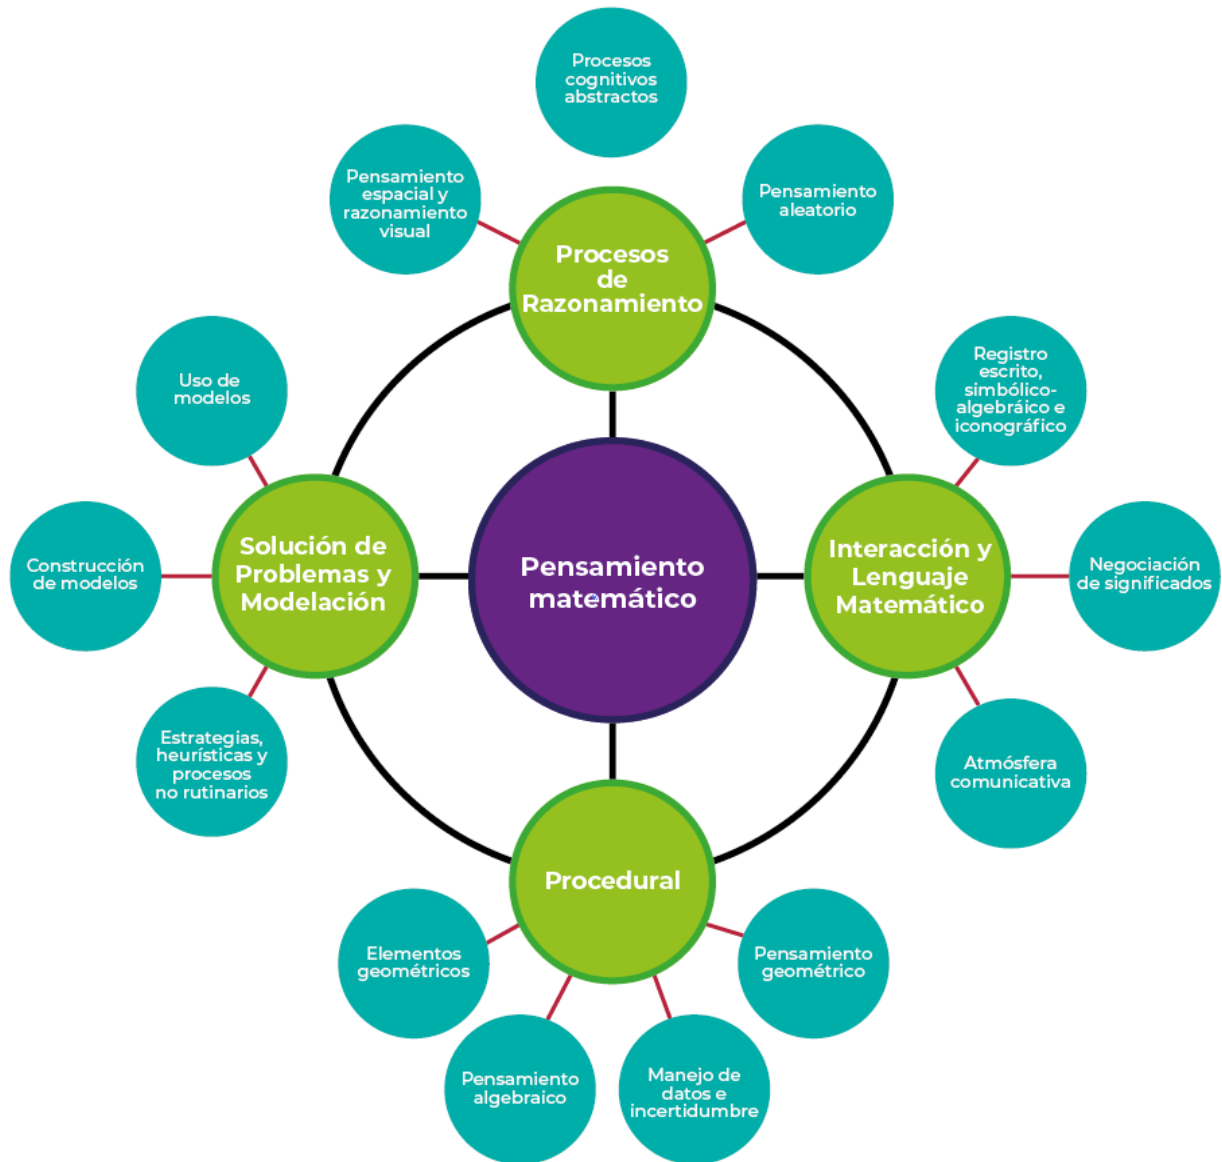 Procesos
cognitivos
abstractos
Pensamiento
espacial y
razonamiento
visual
Pensamiento
aleatorio
Procesos
de
Razonamiento
Uso de
modelos
Registro
escrito,
simbólico-
algebráico e
iconográfico
Construcción
de modelos
Solución de
Problemas y
Modelación
Pensamiento
matemático
Interacción y
Lenguaje
Matemático
Negociación
de significados
Estrategias,
heurísticas y
procesos
no rutinarios
Atmósfera
comunicativa
Procedural
Elementos
geométricos
Pensamiento
geométrico
Pensamiento
algebraico
Manejo de
datos e
incertidumbre